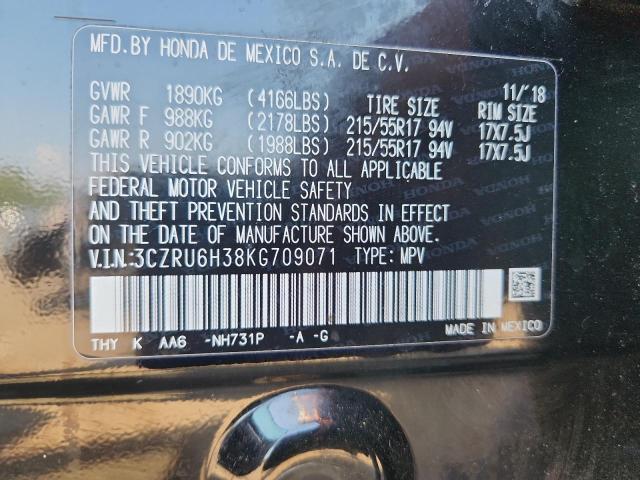 MFD.BY HONDA DE MEXICO S.A. DE C.V.
GVWR 1890KG (4166LBS) TIRE SIZE 11/'18 RIM SIZE
GAWR F 988KG (2178LBS) 215/55R17 94V 17X7.5J
GAWR R 902KG (1988LBS) 215/55R17 94V 17X7.5J
THIS VEHICLE CONFORMS TO ALL APPLICABLE
FEDERAL MOTOR VEHICLE SAFETY
AND THEFT PREVENTION STANDARDS IN EFFECT
ON THE DATE OF MANUFACTURE SHOWN ABOVE.
V.I.N:3CZRU6H38KG709071 TYPE: MPV
THY K AA6 -NH731P -A -G MADE IN MEXICO